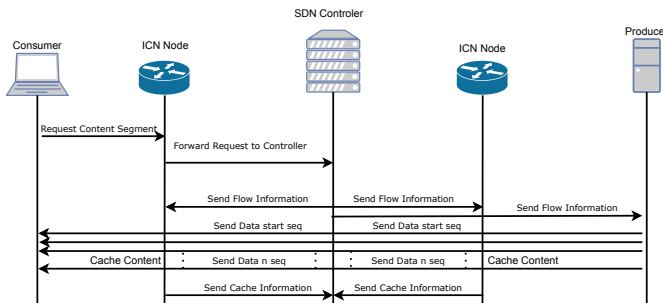 SDN Controler
Consumer
ICN Node
ICN Node
Produce
Request Content Segment
Forward Request to Controller
Send Flow Information
Send Flow Information
Send Flow Information
Send Data start seq
Send Data start seq
Cache Content
Send Data n seq
Send Data n seq
Cache Content
Send Cache Information
Send Cache Information